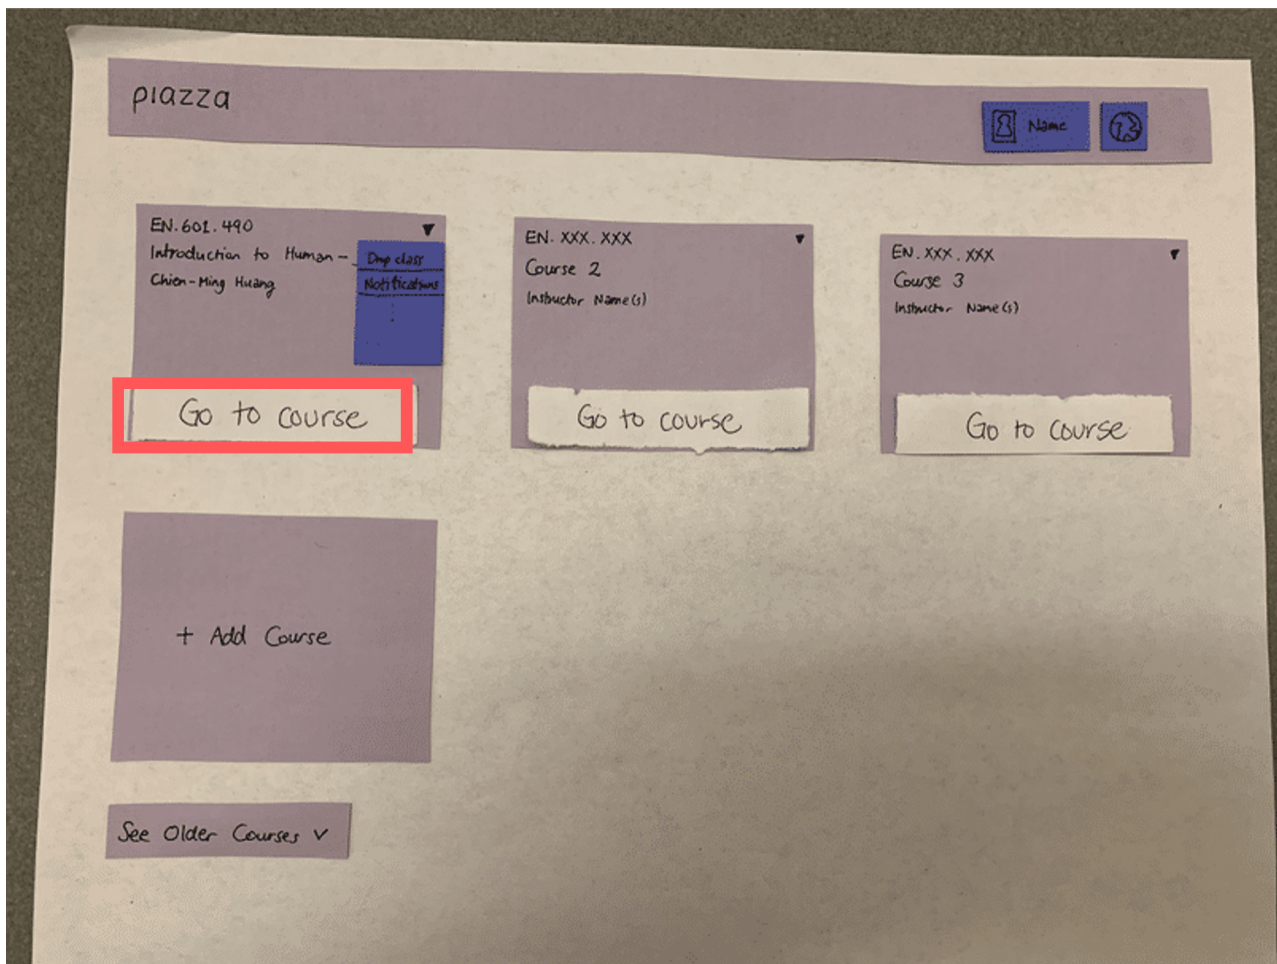 piazza
Name
EN.601.490
Introduction to Human-
Chien-Ming Huang
Drop class
Notifications
Go to course
EN. XXX. XXX
Course 2
Instructor Name(s)
Go to course
EN. XXX. XXX
Course 3
Instructor Name(s)
Go to course
+ Add Course
See Older Courses